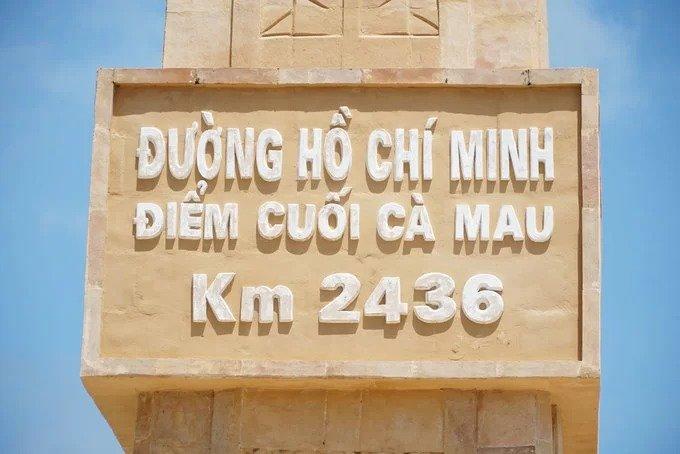 ĐƯỜNG HỒ CHÍ MINH
ĐIỂM CUỐI CÀ MAU
Km 2436